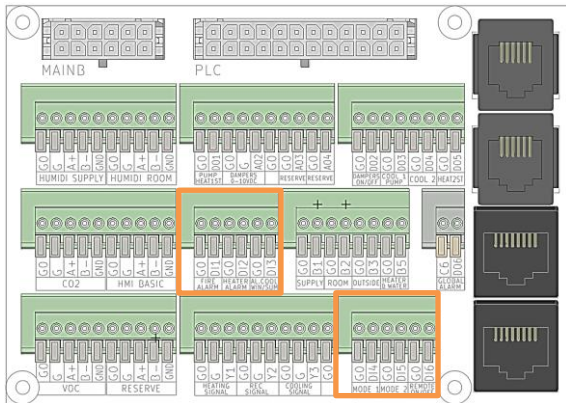 MAINB PLC
G0 G A+ B- GND G0 G A+ B- GND G0 DO1 G0 G AO2 G0 AO3 G0 AO4 G0 DO2 G0 DO3 G0 DO4 G0 DO5
HUMIDI SUPPLY HUMIDI ROOM PUMP HEAT1ST DAMPERS 0-10VDC RESERVE RESERVE DAMPERS ON/OFF COOL 1 PUMP COOL 2 HEAT2ST
G0 G A+ B- GND G0 G A+ B- GND G0 DI1 G0 DI2 G0 DI3 G0 B1 G0 B2 G0 G0 B5 C6 DO6
CO2 HMI BASIC FIRE ALARM HEATER ALARM AL.COOL WIN/SUM SUPPLY ROOM OUTSIDE HEATER WATER GLOBAL ALARM
G0 G A+ B- GND G0 G A+ B- GND G0 G Y1 G0 G Y2 G0 G Y3 G0 DI4 G0 DI5 G0 DI6
VOC RESERVE HEATING SIGNAL REC SIGNAL COOLING SIGNAL MODE 1 MODE 2 REMOTE ON/OFF